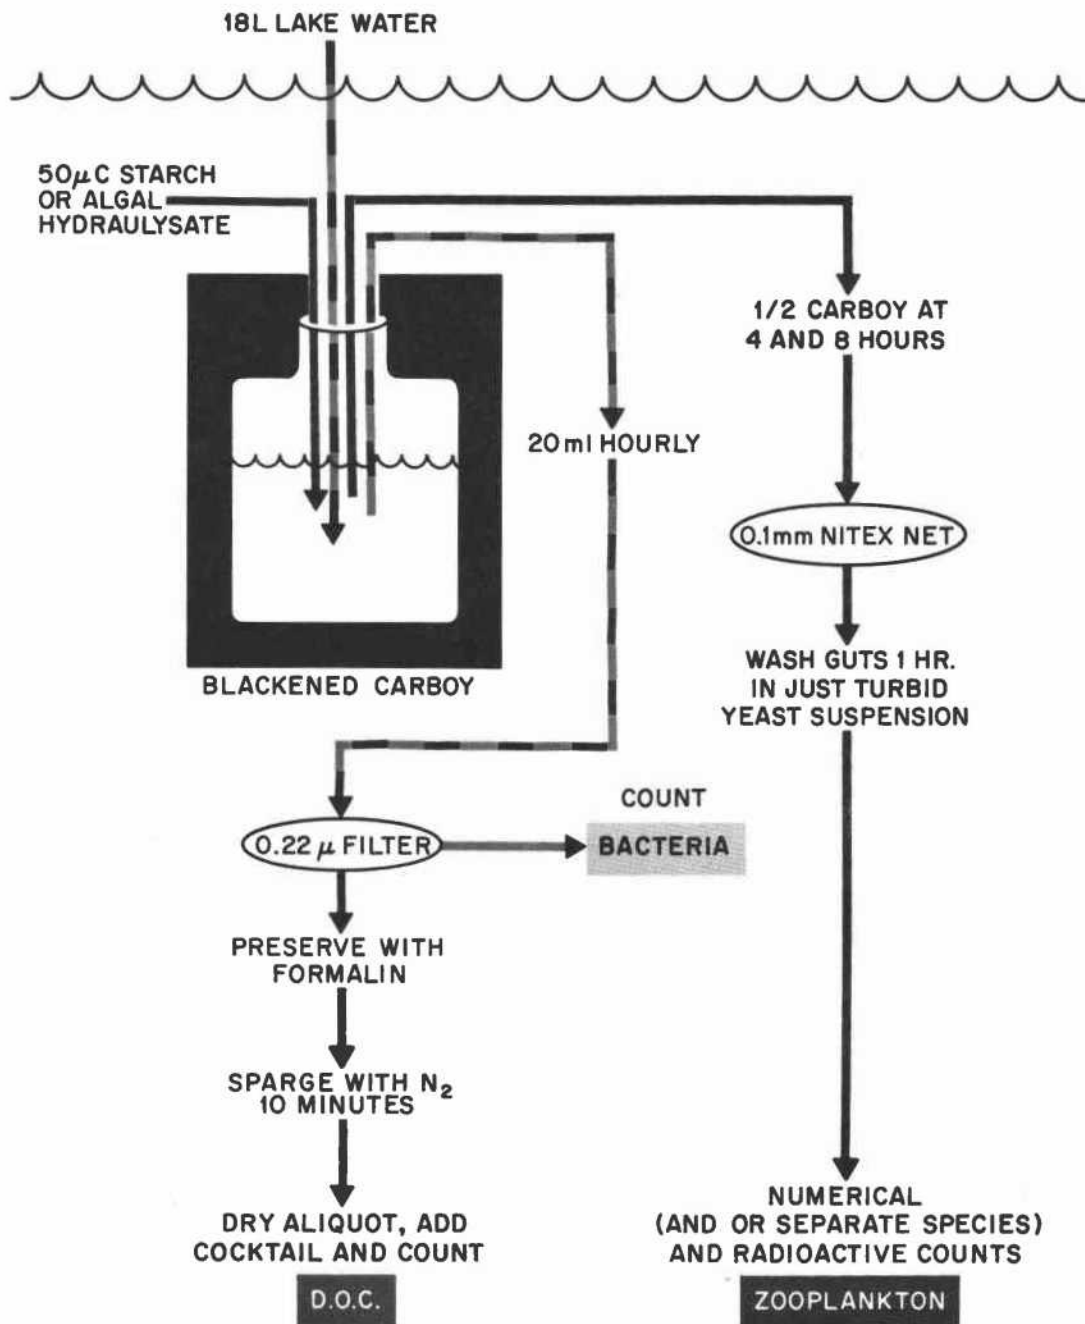 18L LAKE WATER
50μC STARCH
OR ALGAL
HYDRAULYSATE
1/2 CARBOY AT
4 AND 8 HOURS
20ml HOURLY
0.1mm NITEX NET
WASH GUTS 1 HR.
IN JUST TURBID
YEAST SUSPENSION
BLACKENED CARBOY
COUNT
0.22 μ FILTER
BACTERIA
PRESERVE WITH
FORMALIN
SPARGE WITH N₂
10 MINUTES
DRY ALIQUOT, ADD
COCKTAIL AND COUNT
D.O.C.
NUMERICAL
(AND OR SEPARATE SPECIES)
AND RADIOACTIVE COUNTS
ZOOPLANKTON